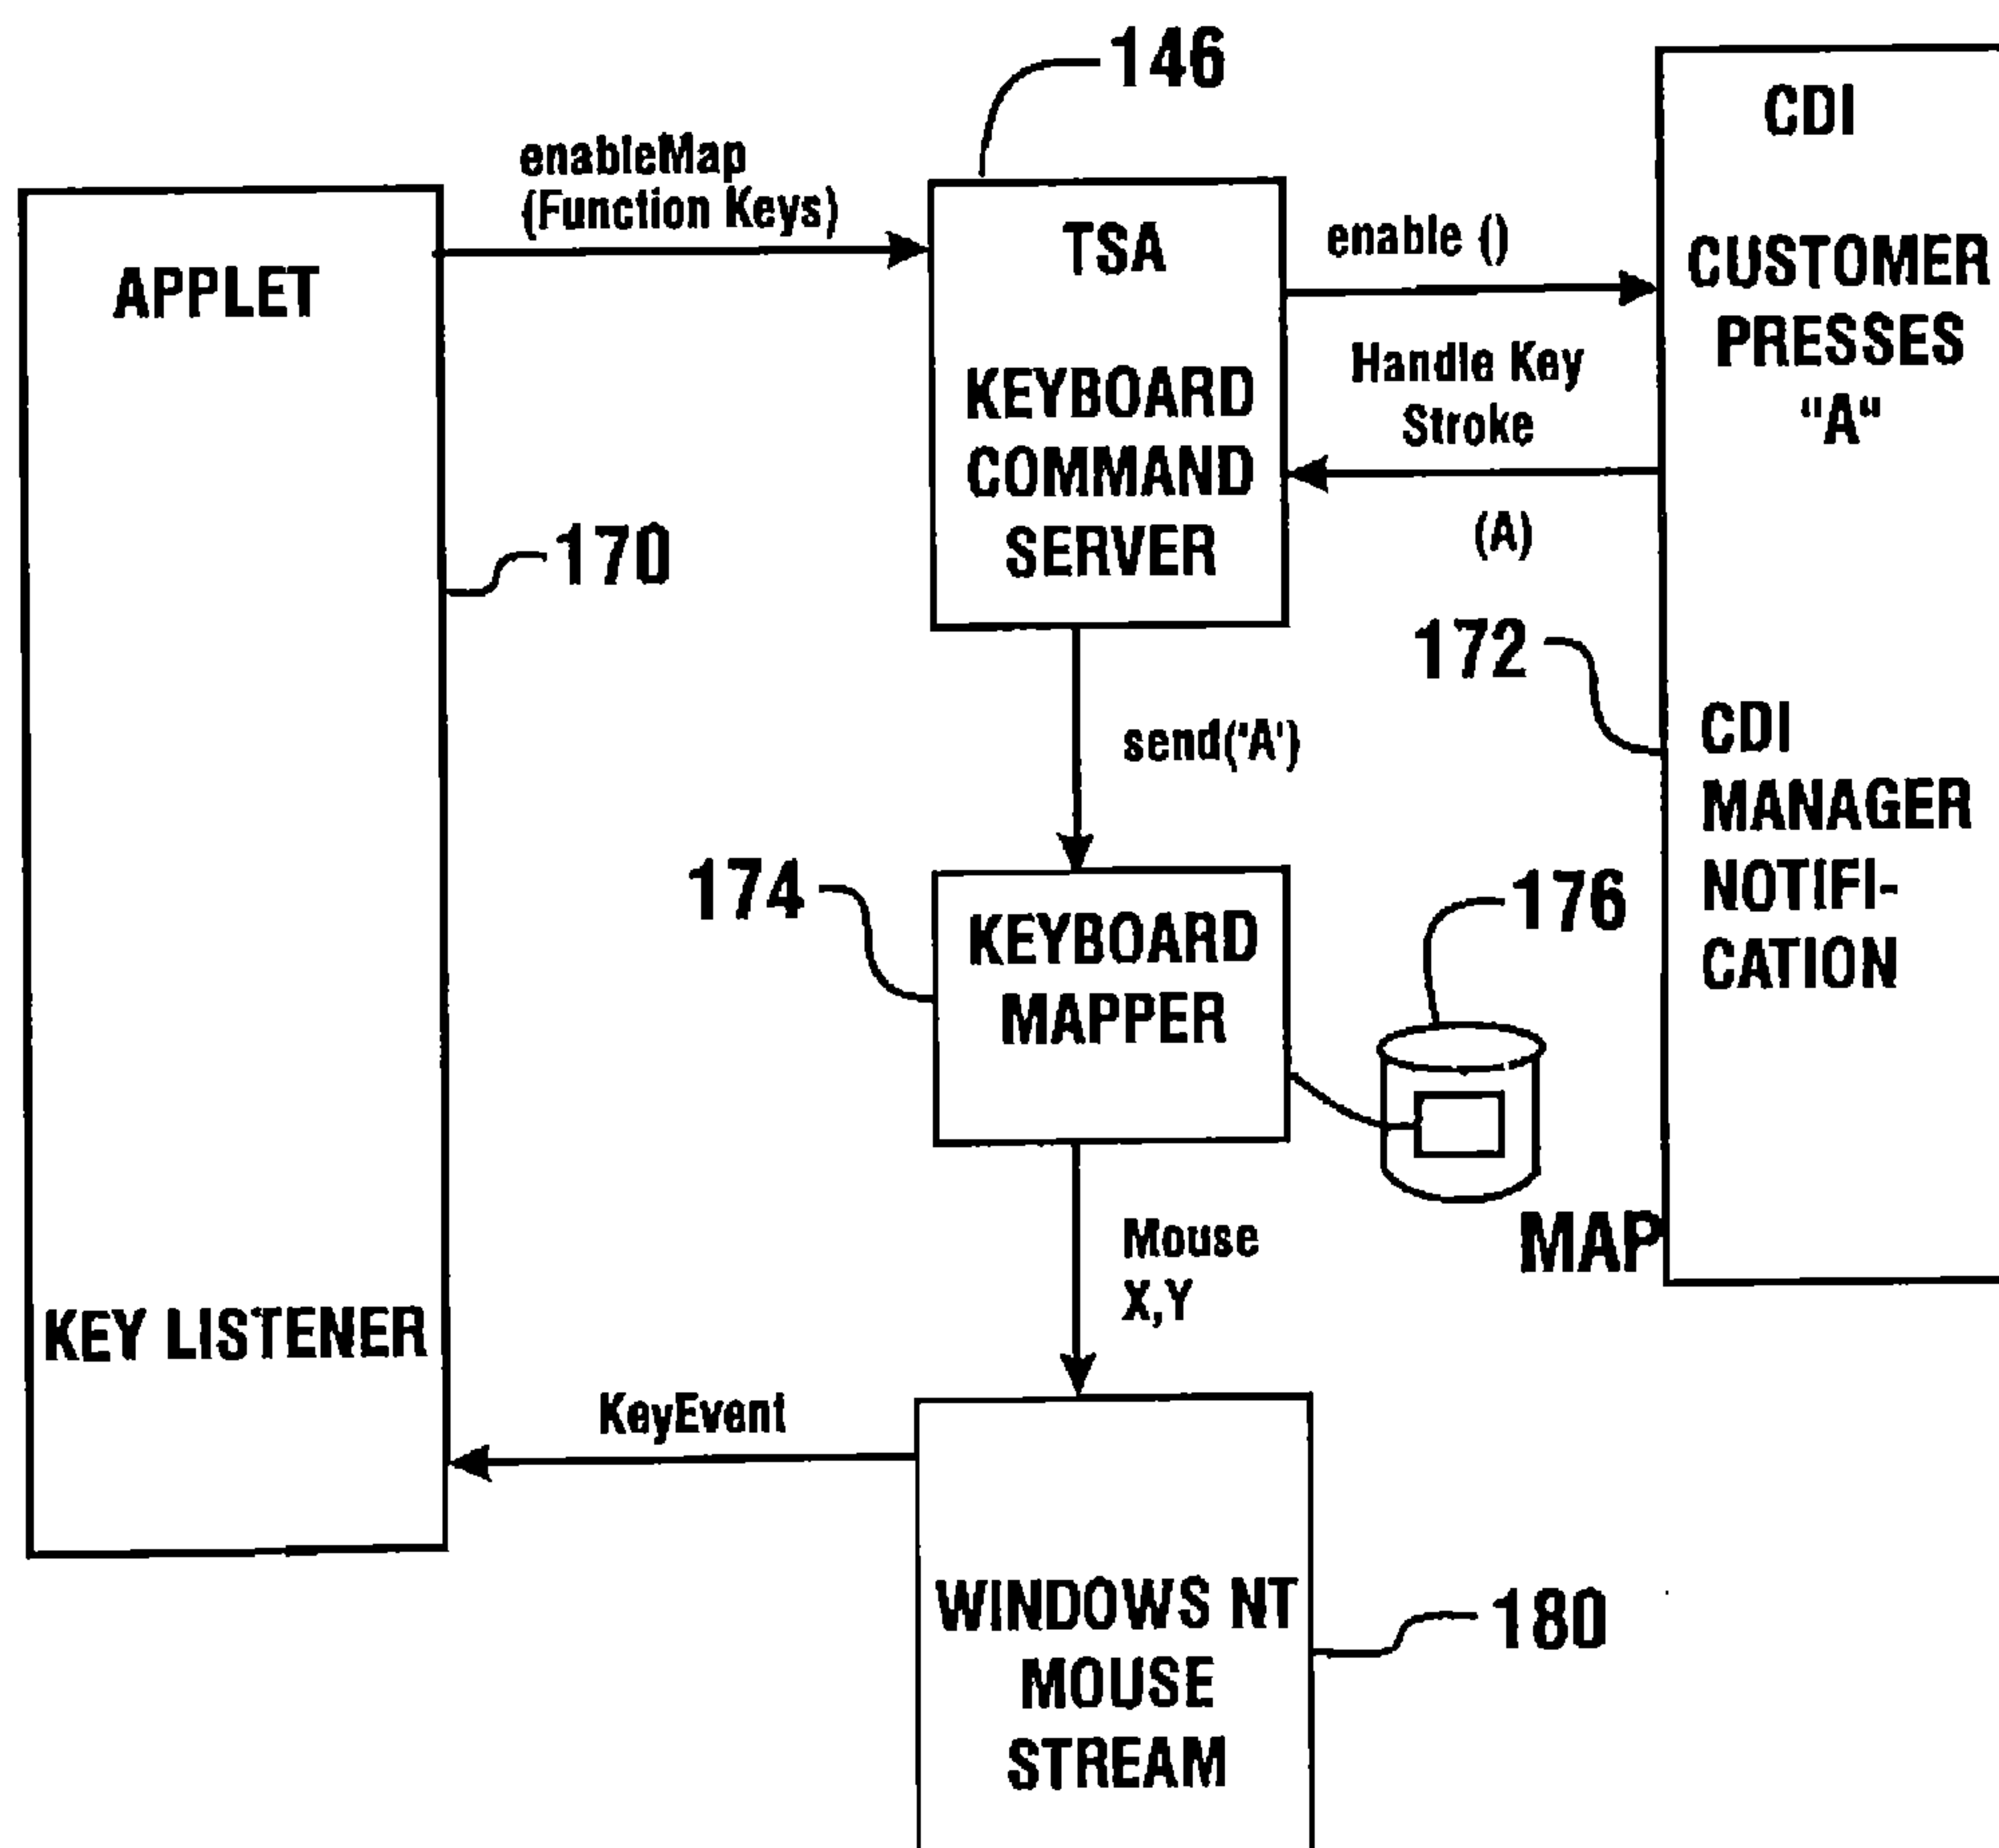 146
CDI
enableMap
(Function Keys)
APPLET
TSA
enable ()
CUSTOMER
PRESSES
"A"
Handle Key
Stroke
(A)
KEYBOARD
COMMAND
SERVER
170
172
send('A')
CDI
MANAGER
NOTIFI-
CATION
174
KEYBOARD
MAPPER
176
MAP
Mouse
X,Y
KEY LISTENER
KeyEvent
WINDOWS NT
MOUSE
STREAM
180